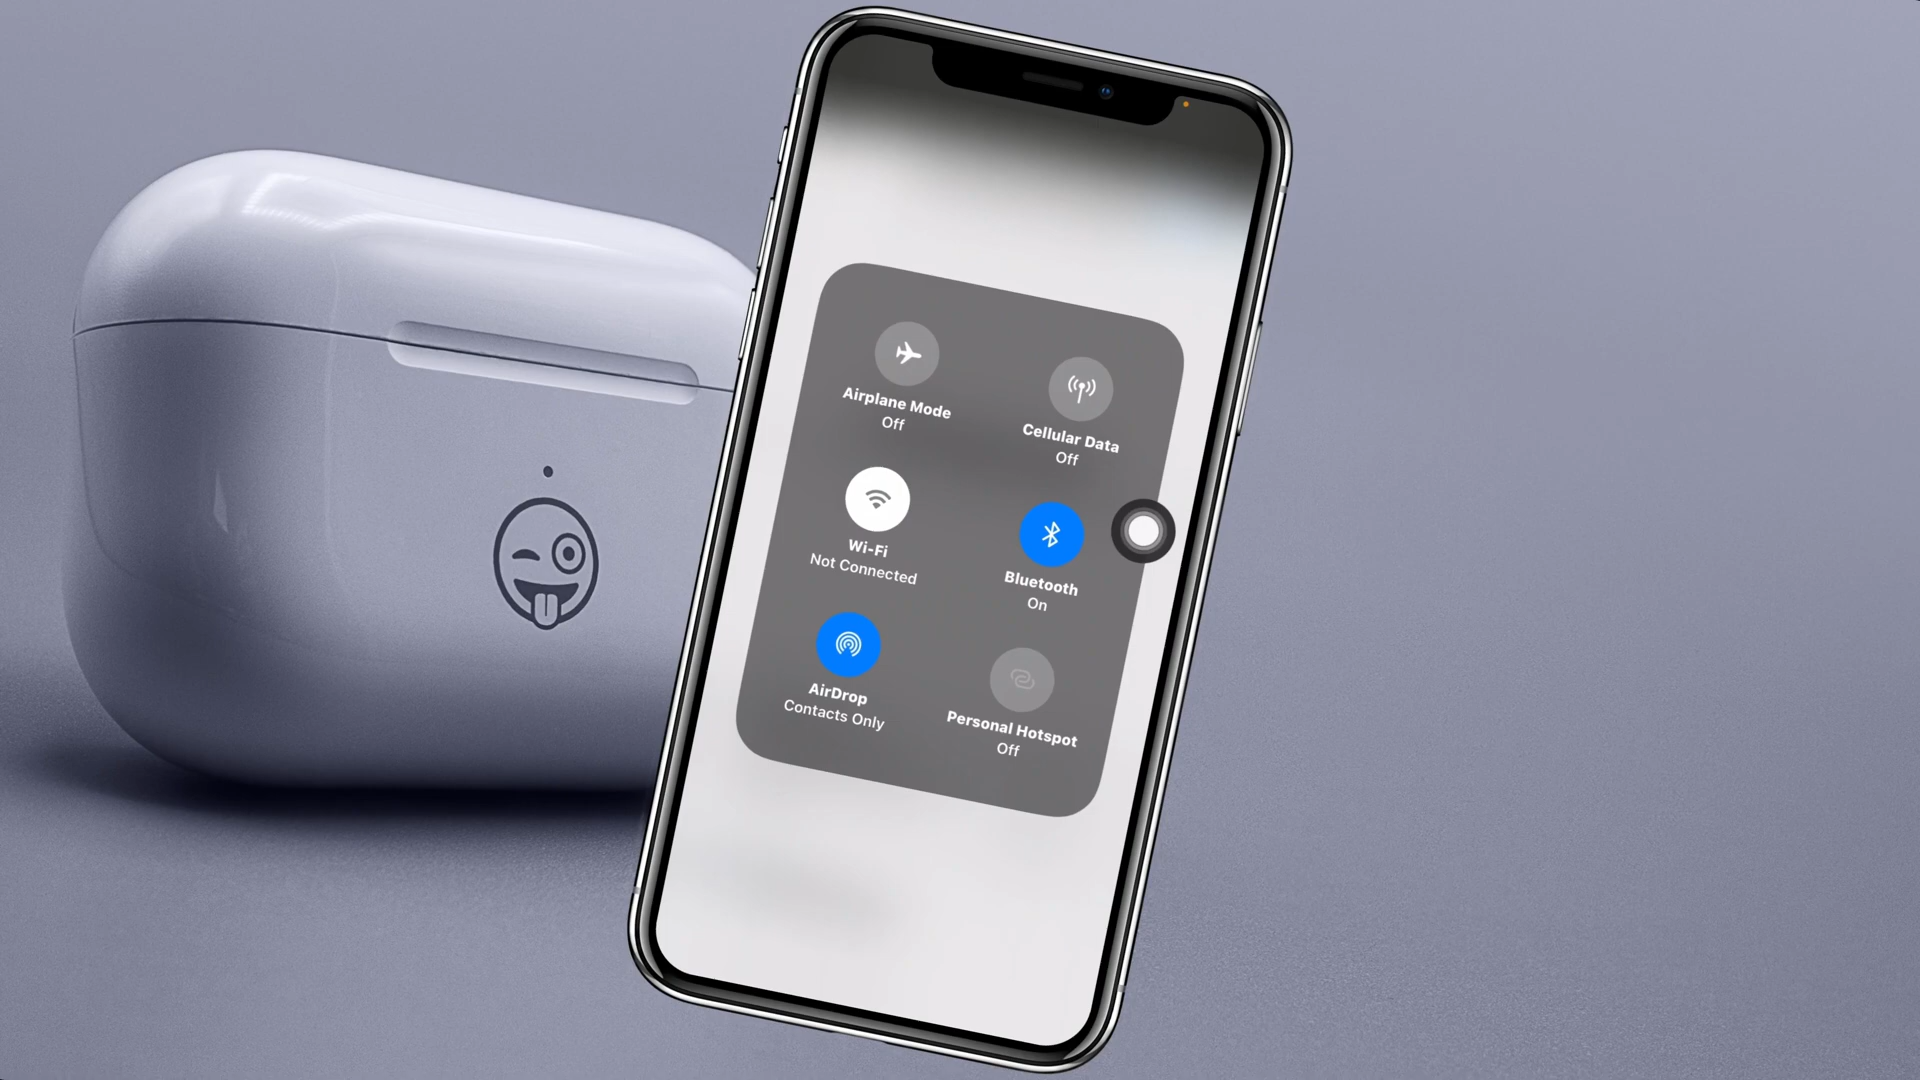 Airplane Mode
Off
Cellular Data
Off
Wi-Fi
Not Connected
Bluetooth
On
AirDrop
Contacts Only
Personal Hotspot
Off